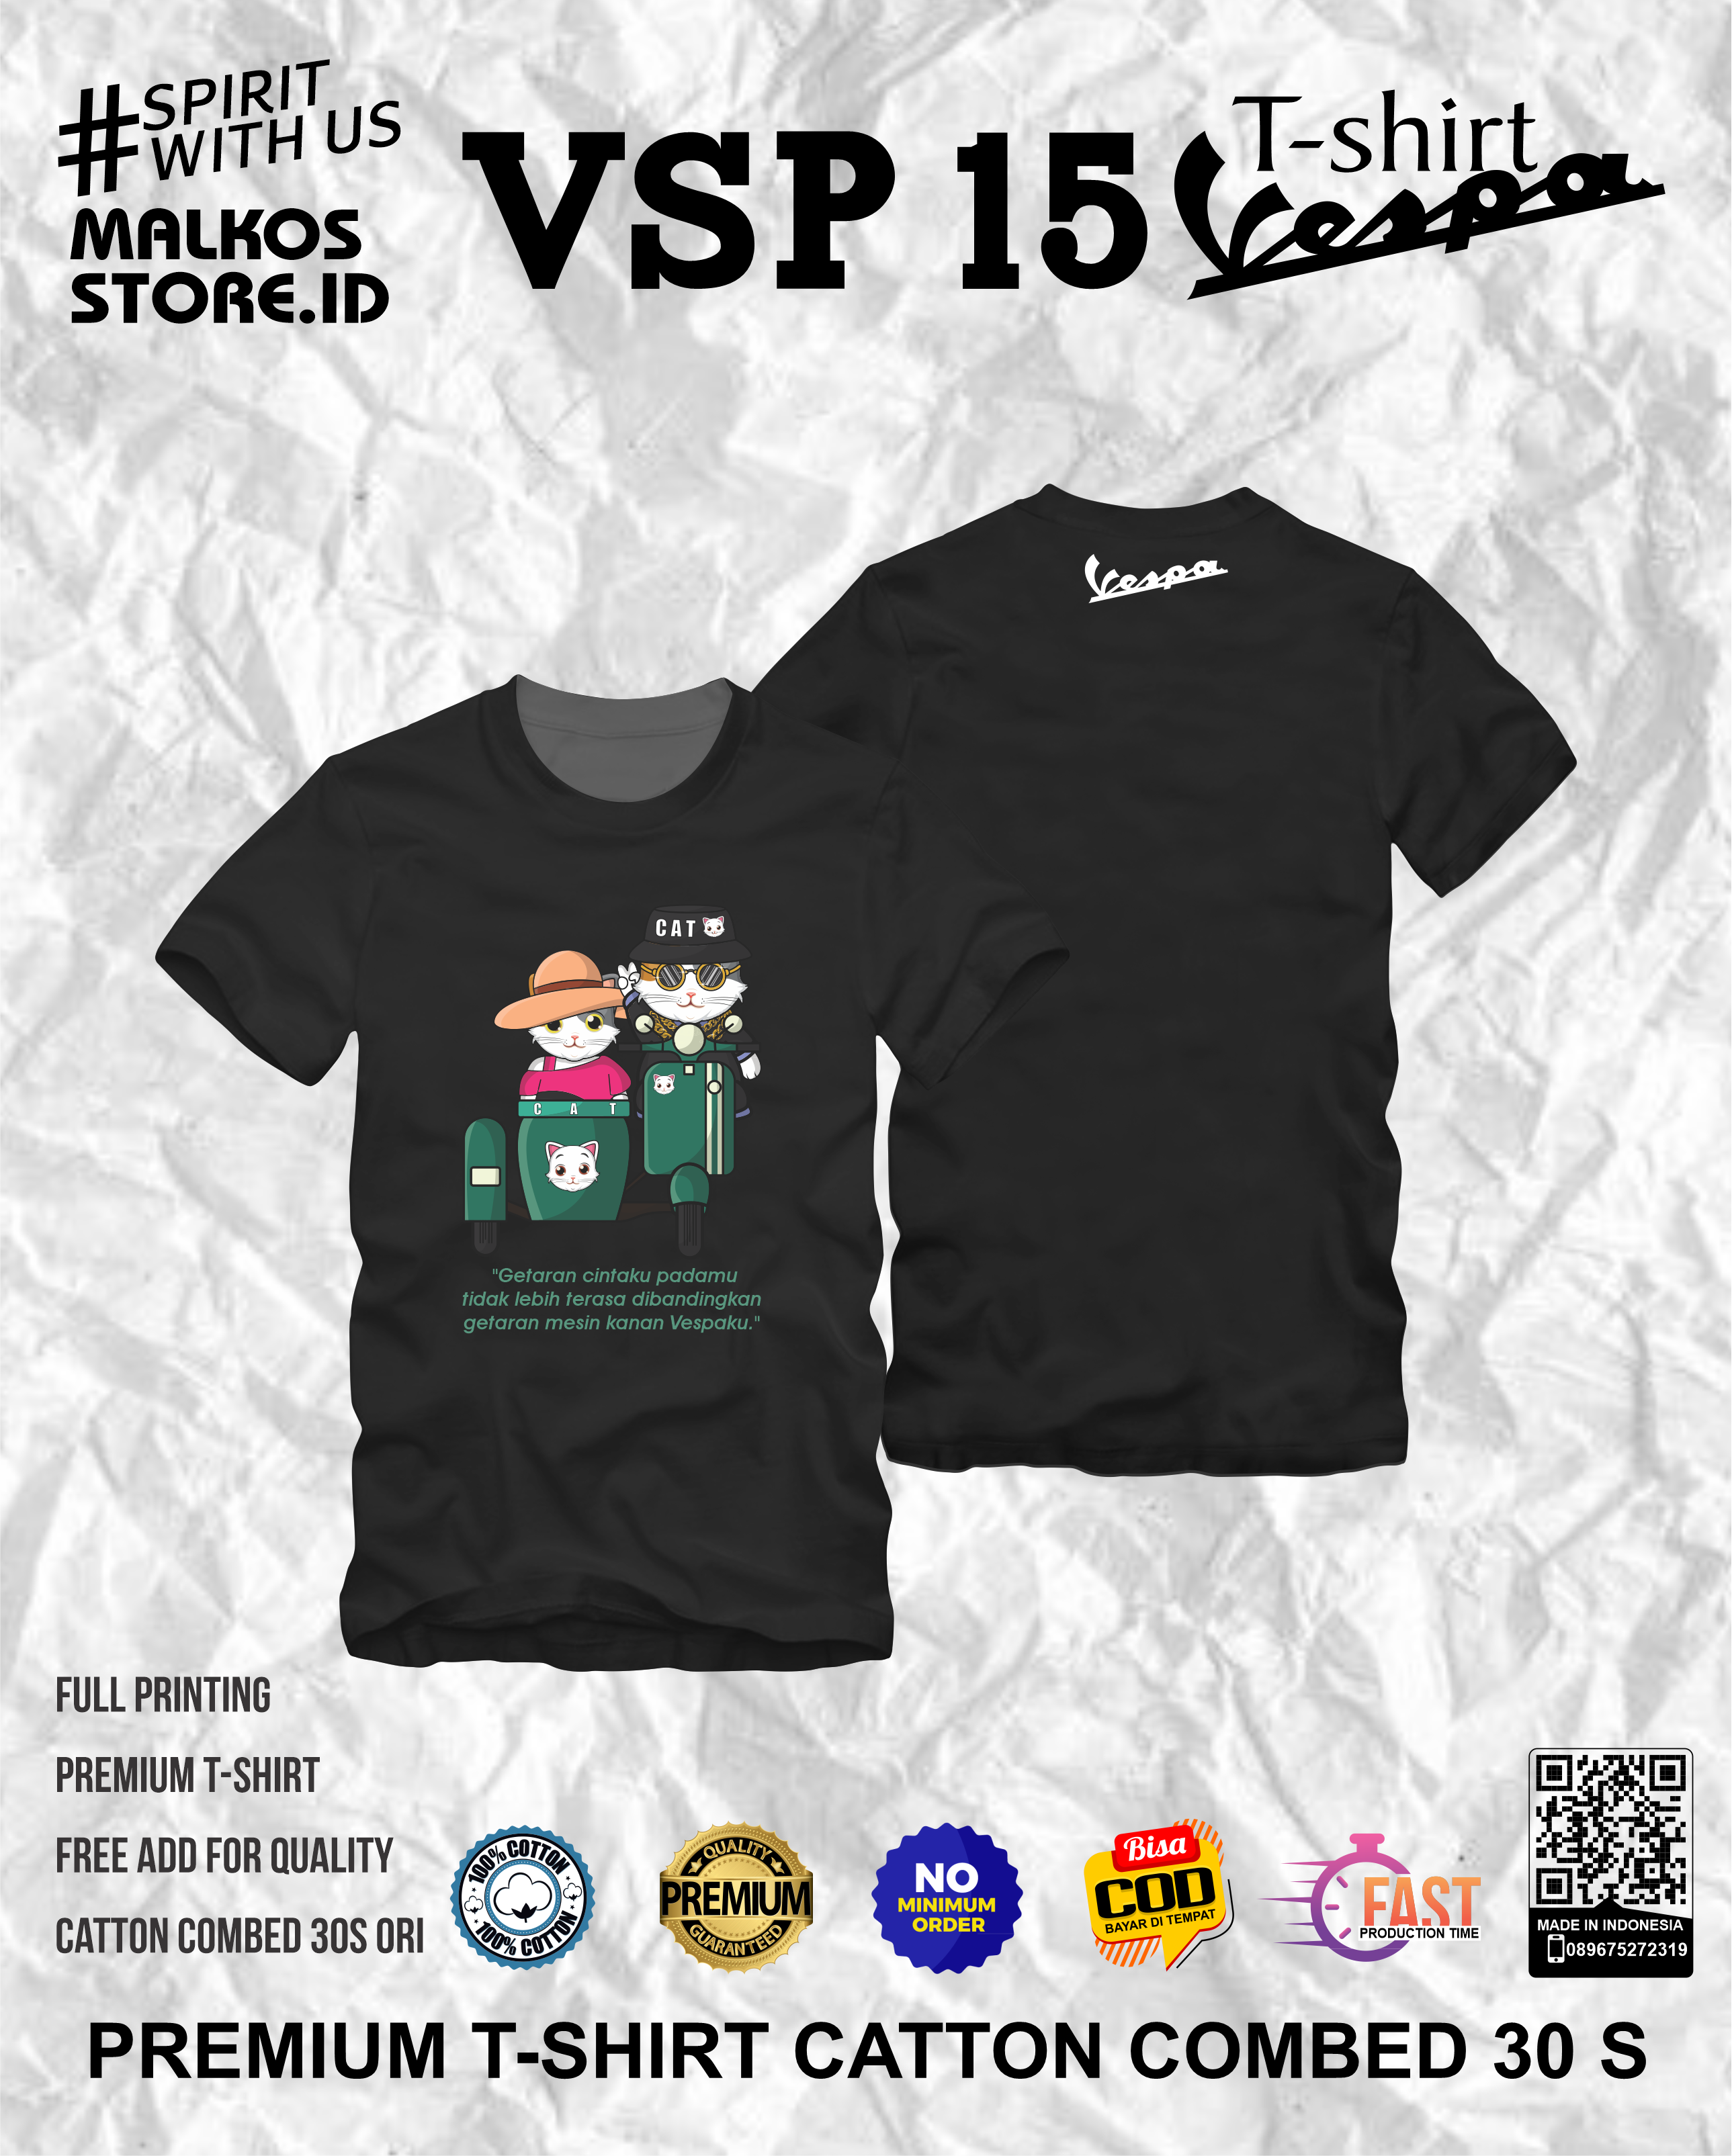 #SPIRIT
WITH US
MALKOS
STORE.ID
VSP 15
T-shirt
Vespa
Vespa
CAT
C A T
"Getaran cintaku padamu
tidak lebih terasa dibandingkan
getaran mesin kanan Vespaku."
FULL PRINTING
PREMIUM T-SHIRT
FREE ADD FOR QUALITY
CATTON COMBED 30S ORI
100% COTTON
100% COTTON
QUALITY
PREMIUM
GUARANTEED
NO
MINIMUM
ORDER
Bisa
COD
BAYAR DI TEMPAT
FAST
PRODUCTION TIME
MADE IN INDONESIA
089675272319
PREMIUM T-SHIRT CATTON COMBED 30 S